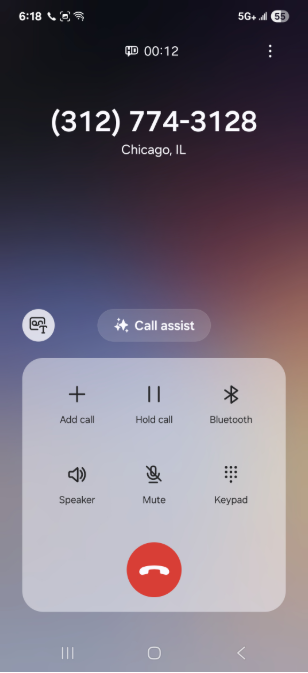 6:18 5G+ 55
HD 00:12
(312) 774-3128
Chicago, IL
Call assist
Add call Hold call Bluetooth
Speaker Mute Keypad